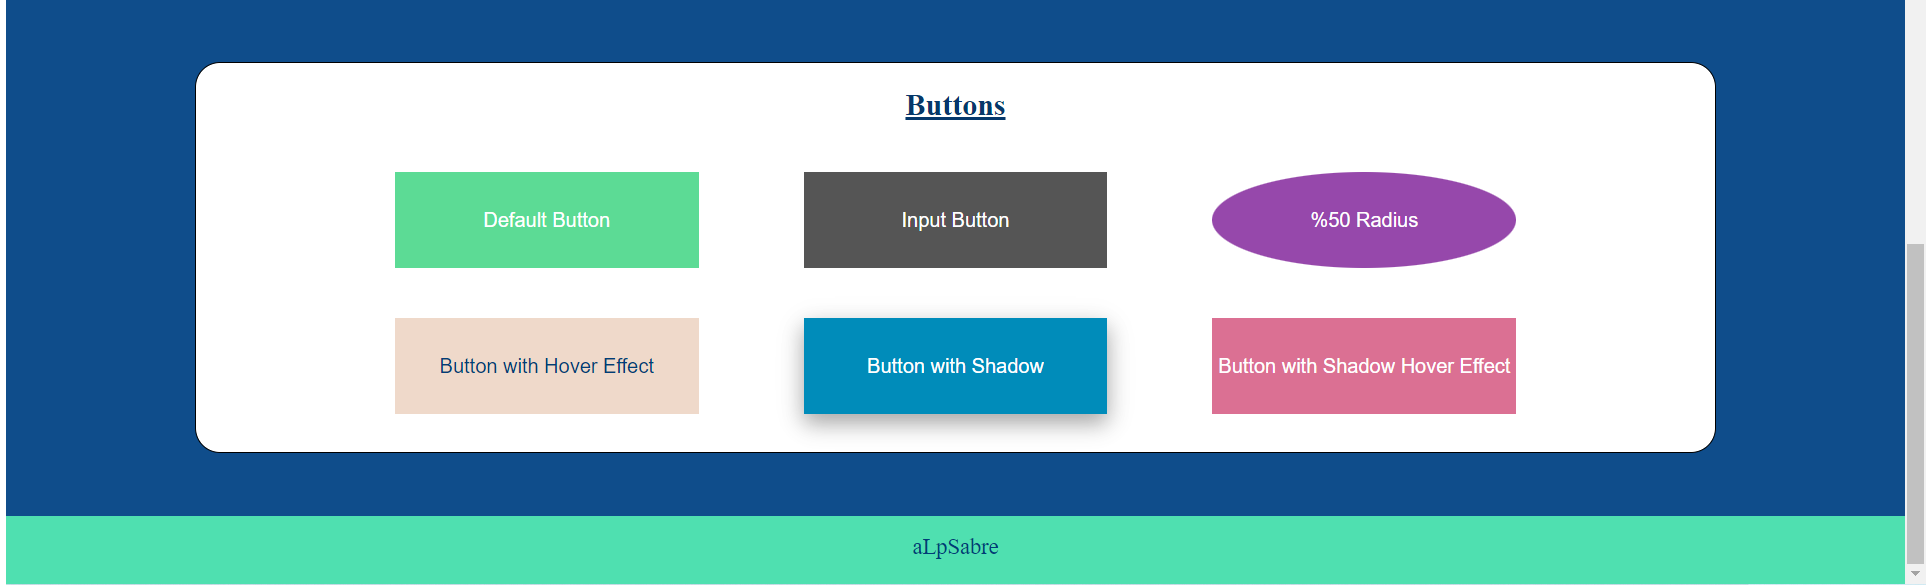 Buttons
Default Button
Input Button
%50 Radius
Button with Hover Effect
Button with Shadow
Button with Shadow Hover Effect
aLpSabre